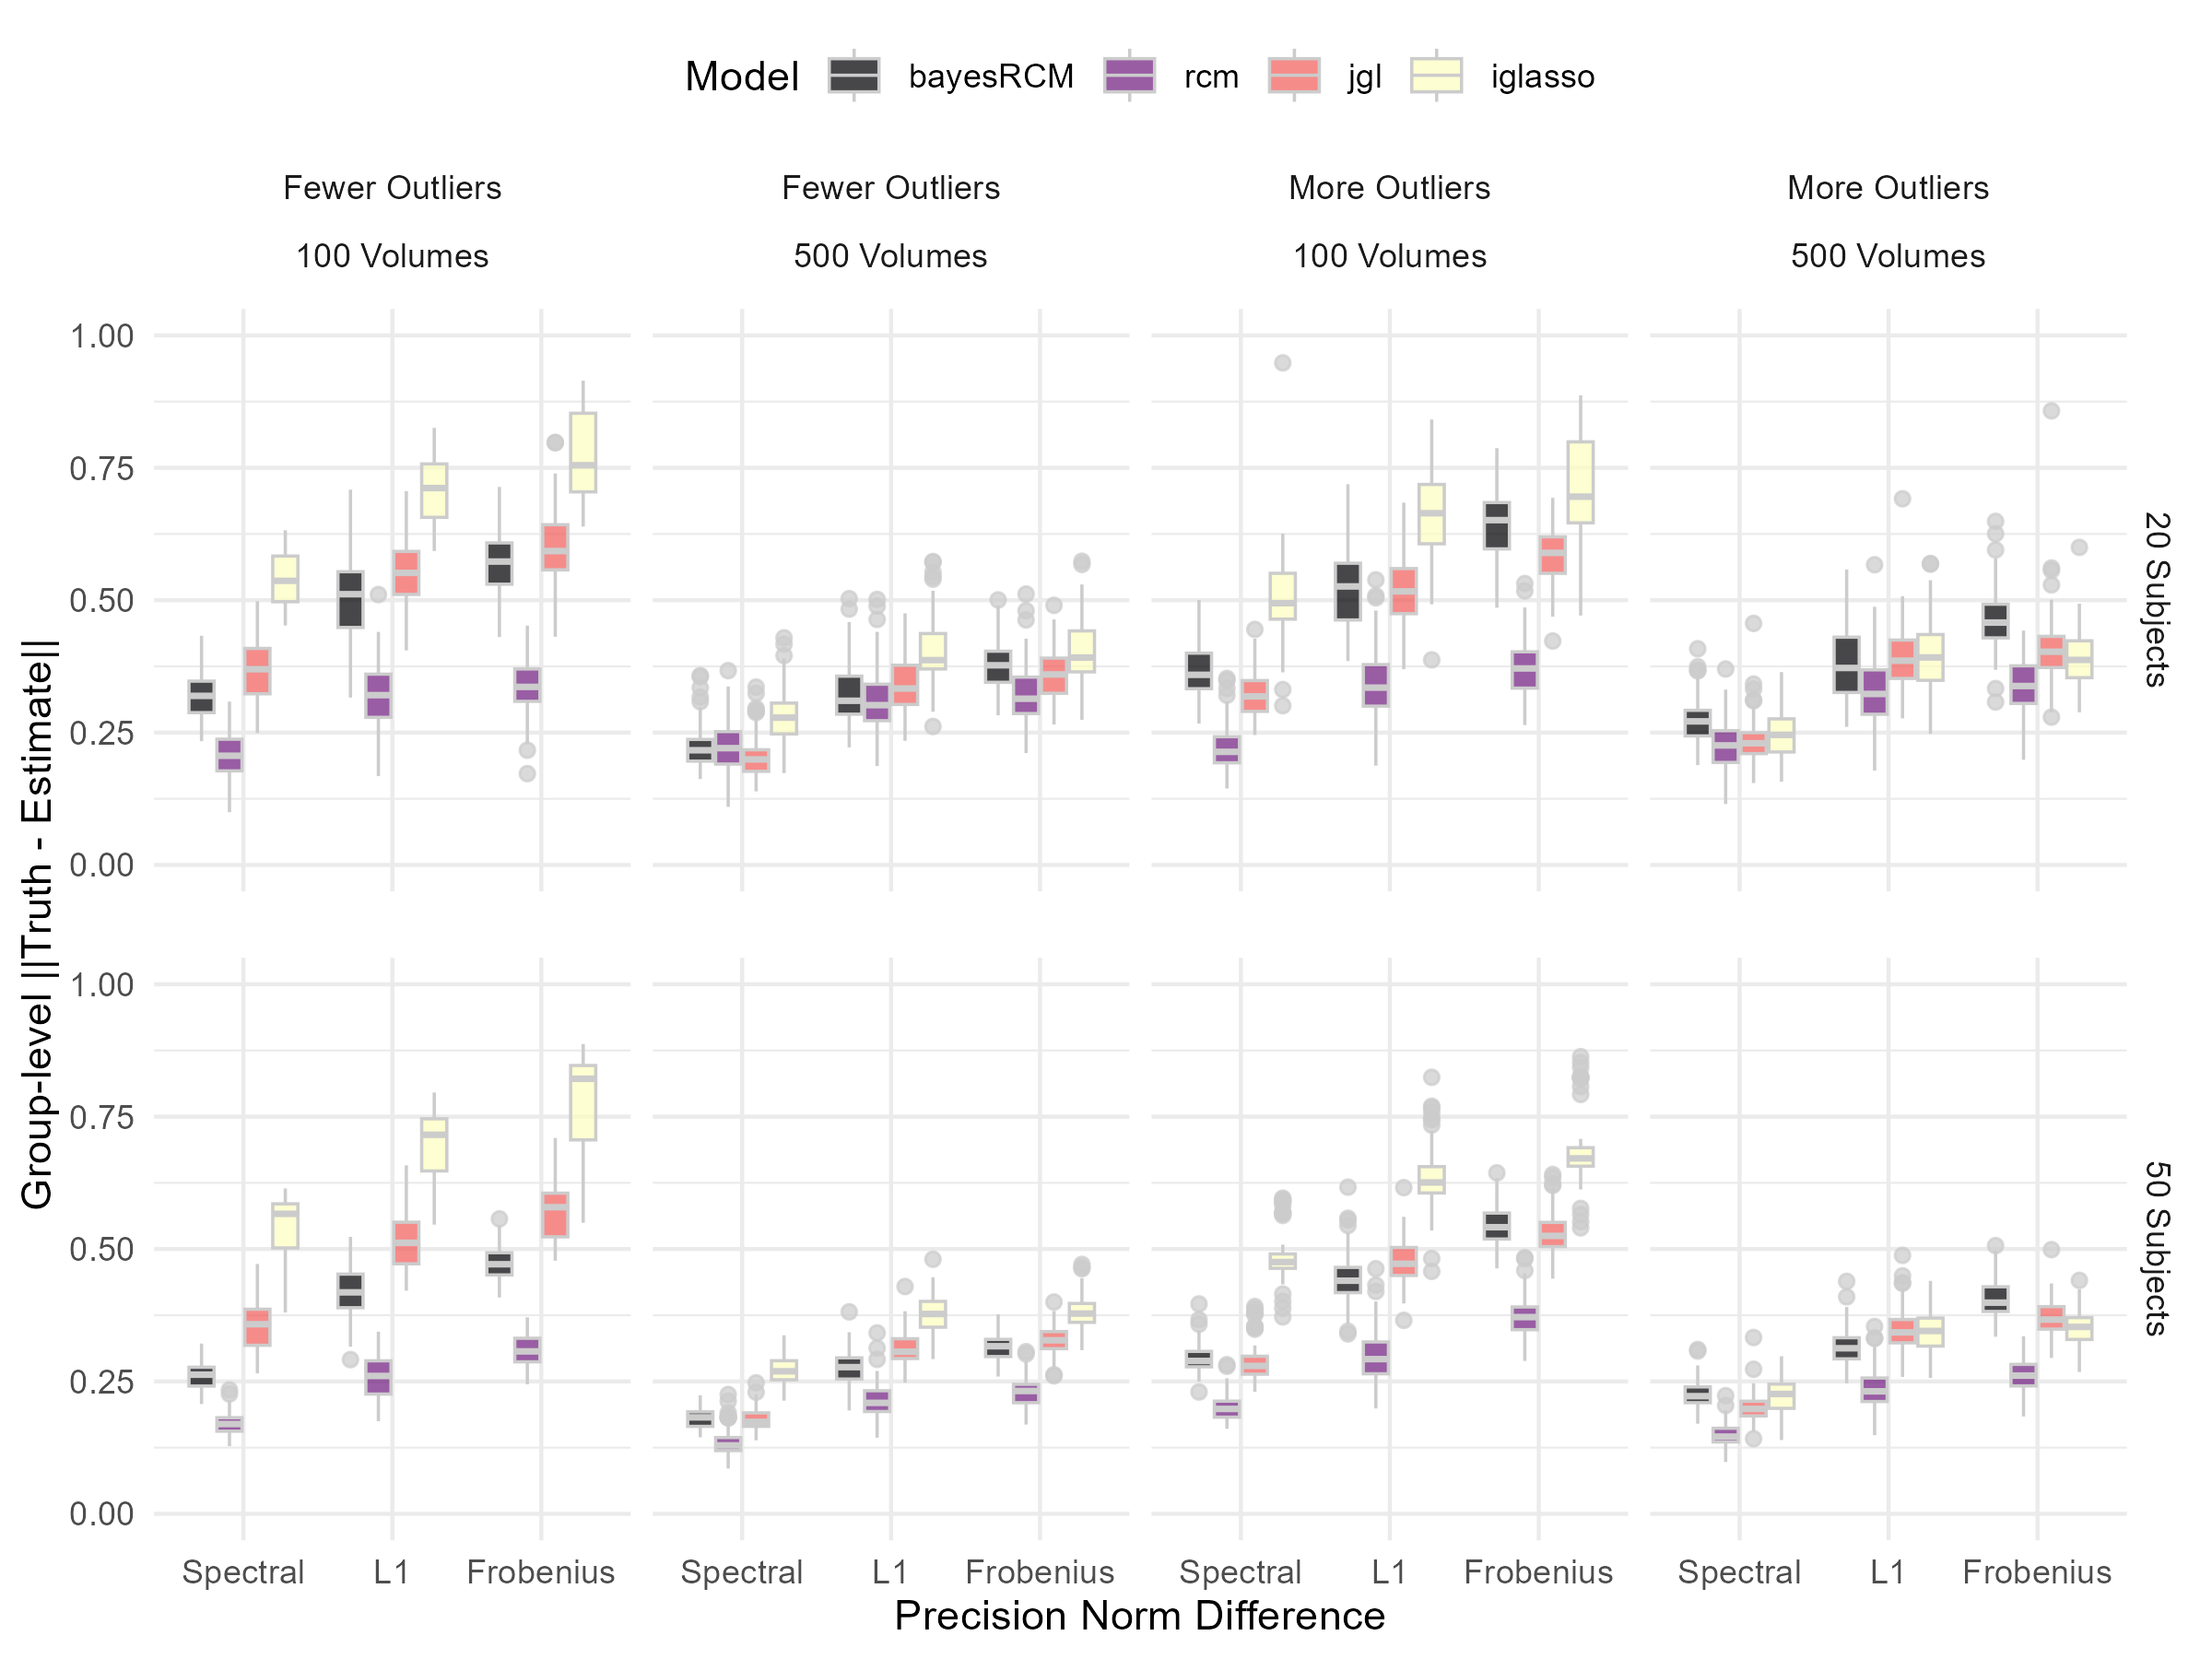 Model bayesRCM rcm jgl iglasso
Fewer Outliers Fewer Outliers More Outliers More Outliers
100 Volumes 500 Volumes 100 Volumes 500 Volumes
1.00
0.75
0.50
0.25
0.00
20 Subjects
Group-level ||Truth - Estimate||
1.00
0.75
0.50
0.25
0.00
50 Subjects
Spectral L1 Frobenius Spectral L1 Frobenius Spectral L1 Frobenius Spectral L1 Frobenius
Precision Norm Difference